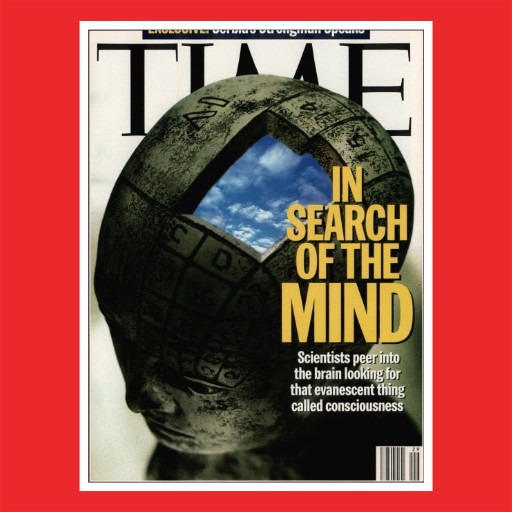 EXCLUSIVE: Serbia's Strongman Speaks
TIME
IN
SEARCH
OF THE
MIND
Scientists peer into
the brain looking for
that evanescent thing
called consciousness
29